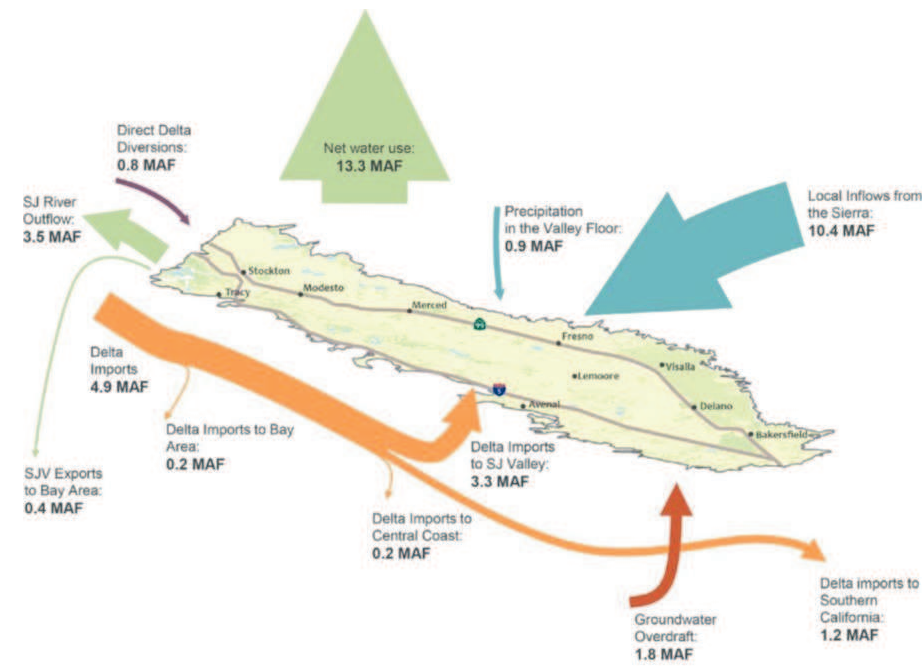 Direct Delta
Diversions:
0.8 MAF
Net water use:
13.3 MAF
SJ River
Outflow:
3.5 MAF
Precipitation
in the Valley Floor:
0.9 MAF
Local Inflows from
the Sierra:
10.4 MAF
Stockton
Tracy
Modesto
Merced
99
Fresno
Visalia
Lemoore
5
Avenal
Delano
Bakersfield
Delta
Imports
4.9 MAF
Delta Imports to Bay
Area:
0.2 MAF
Delta Imports
to SJ Valley:
3.3 MAF
SJV Exports
to Bay Area:
0.4 MAF
Delta Imports to
Central Coast:
0.2 MAF
Delta imports to
Southern
California:
1.2 MAF
Groundwater
Overdraft:
1.8 MAF